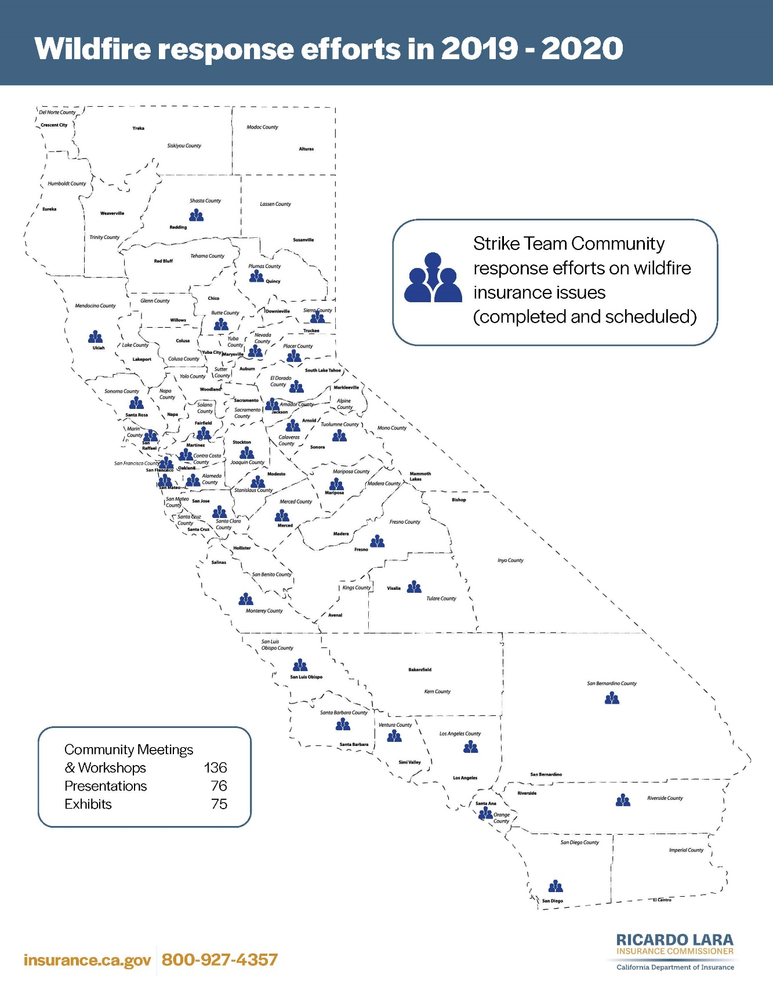 Wildfire response efforts in 2019 - 2020
Del Norte County
Crescent City
Yreka
Modoc County
Siskiyou County
Alturas
Humboldt County
Shasta County
Lassen County
Eureka
Weaverville
Redding
Trinity County
Susanville
Tehama County
Red Bluff
Plumas County
Quincy
Strike Team Community
response efforts on wildfire
insurance issues
(completed and scheduled)
Chico
Glenn County
Mendocino County
Butte County
Downieville
Sierra County
Willows
Truckee
Nevada
County
Yuba
County
Colusa
Lake County
Placer County
Ukiah
Yuba City
Marysville
Lakeport
Colusa County
Sutter
County
Auburn
South Lake Tahoe
Yolo County
El Dorado
County
Markleeville
Sonoma County
Napa
County
Woodland
Sacramento
Alpine
County
Solano
County
Amador County
Sacramento
County
Jackson
Santa Rosa
Napa
Arnold
Fairfield
Tuolumne County
Mono County
Marin
County
San
Raffael
Calaveras
County
Stockton
Martinez
Sonora
Contra Costa
County
San Francisco County
Joaquin County
San Francisco
Oakland
Mariposa County
Mammoth
Lakes
Modesto
Alameda
County
Madera County
San Mateo
Stanislaus County
Mariposa
San Mateo
County
San Jose
Merced County
Bishop
Santa Cruz
County
Santa Clara
County
Fresno County
Merced
Santa Cruz
Madera
Hollister
Fresno
Salinas
Inyo County
San Benito County
Kings County
Visalia
Tulare County
Monterey County
Avenal
San Luis
Obispo County
Bakersfield
San Luis Obispo
San Bernardino County
Kern County
Santa Barbara County
Ventura County
Los Angeles County
Santa Barbara
Simi Valley
Los Angeles
San Bernardino
Community Meetings
& Workshops 136
Presentations 76
Exhibits 75
Riverside
Riverside County
Santa Ana
Orange
County
San Diego County
Imperial County
San Diego
El Centro
insurance.ca.gov 800-927-4357
RICARDO LARA
INSURANCE COMMISSIONER
California Department of Insurance